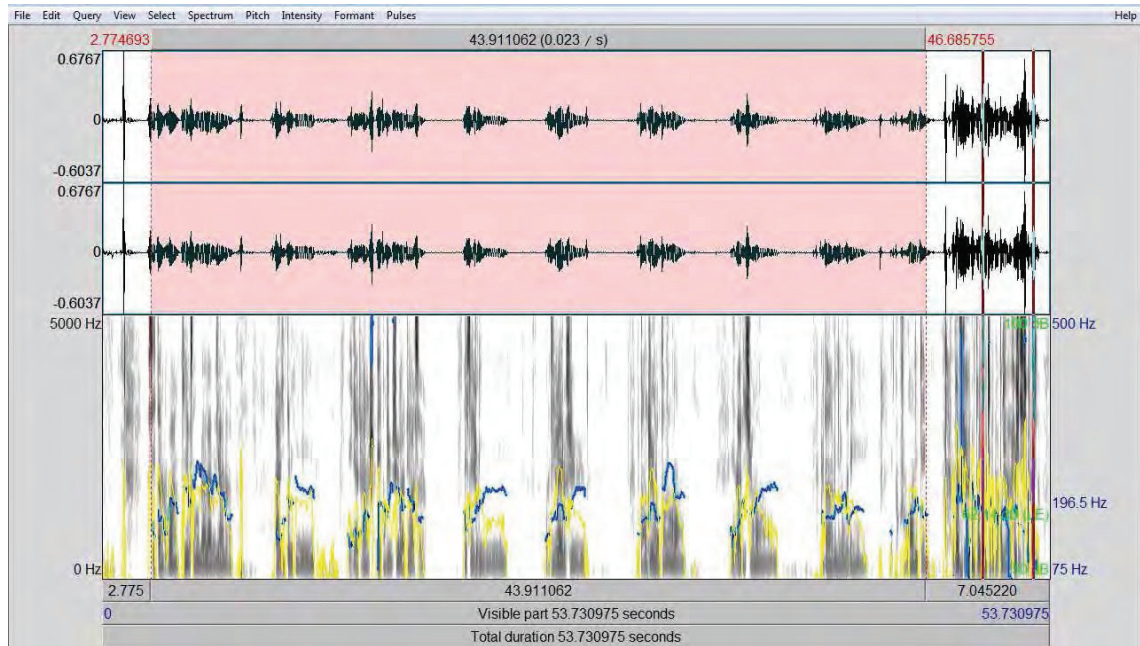 File Edit Query View Select Spectrum Pitch Intensity Formant Pulses Help
2.774693 43.911062 (0.023 / s) 46.685755
0.6767
0
-0.6037
0.6767
0
-0.6037
5000 Hz 500 Hz
196.5 Hz
0 Hz 75 Hz
2.775 43.911062 7.045220
0 Visible part 53.730975 seconds 53.730975
Total duration 53.730975 seconds